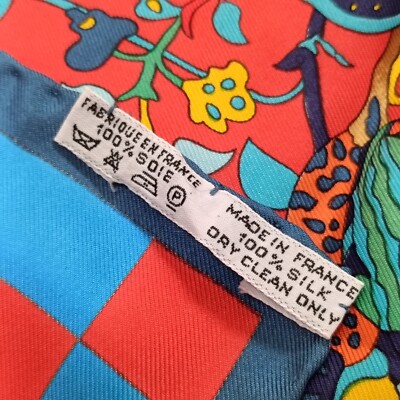 FABRIQUE EN FRANCE
100% SOIE
P
MADE IN FRANCE
100% SILK
DRY CLEAN ONLY